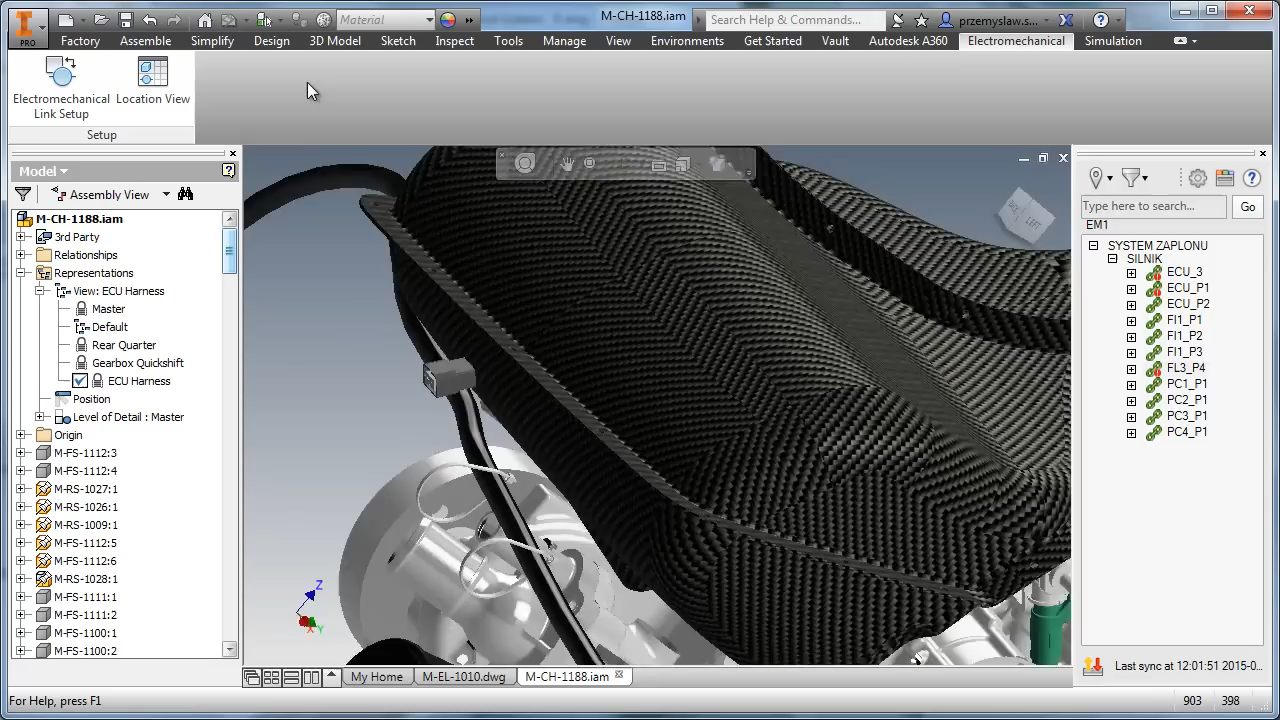 Material
M-CH-1188.iam
Search Help & Commands...
przemyslaw.s...
PRO
Factory Assemble Simplify Design 3D Model Sketch Inspect Tools Manage View Environments Get Started Vault Autodesk A360 Electromechanical Simulation
Electromechanical
Link Setup
Location View
Setup
Model
Assembly View
M-CH-1188.iam
3rd Party
Relationships
Representations
View: ECU Harness
Master
Default
Rear Quarter
Gearbox Quickshift
ECU Harness
Position
Level of Detail : Master
Origin
M-FS-1112:3
M-FS-1112:4
M-RS-1027:1
M-RS-1026:1
M-RS-1009:1
M-FS-1112:5
M-FS-1112:6
M-RS-1028:1
M-FS-1111:1
M-FS-1111:2
M-FS-1100:1
M-FS-1100:2
LEFT
Z
X
Y
Type here to search...
Go
EM1
SYSTEM ZAPLONU
SILNIK
ECU_3
ECU_P1
ECU_P2
FI1_P1
FI1_P2
FI1_P3
FL3_P4
PC1_P1
PC2_P1
PC3_P1
PC4_P1
Last sync at 12:01:51 2015-0...
My Home M-EL-1010.dwg M-CH-1188.iam
For Help, press F1
903 398